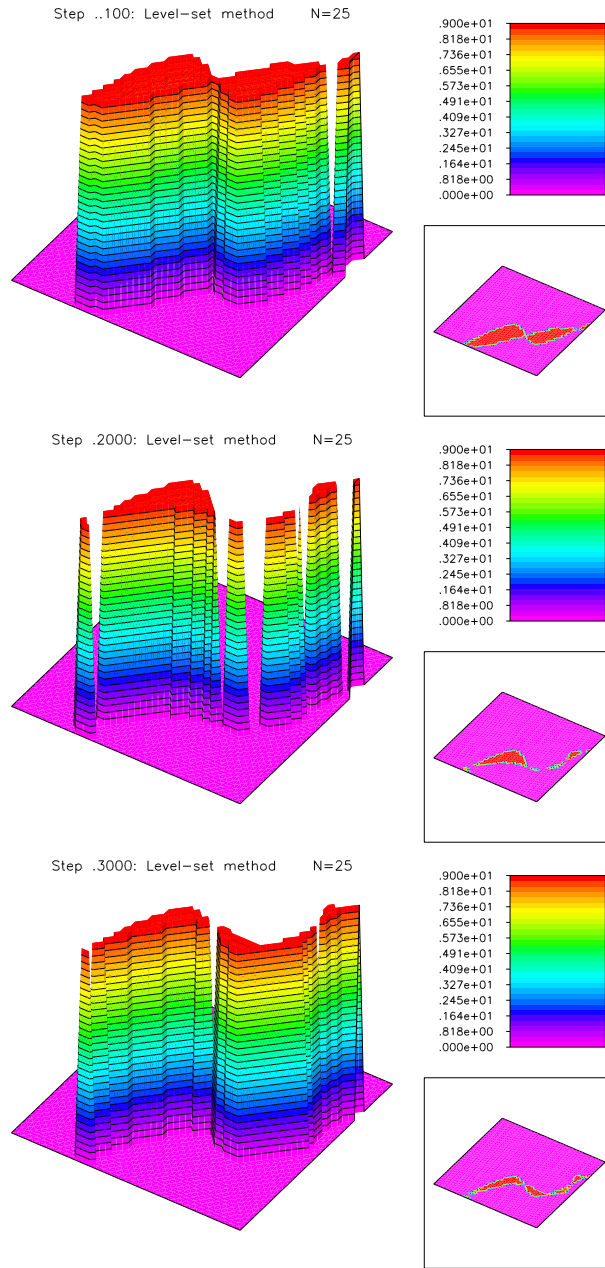 Step ..100: Level-set method N=25
.900e+01
.818e+01
.736e+01
.655e+01
.573e+01
.491e+01
.409e+01
.327e+01
.245e+01
.164e+01
.818e+00
.000e+00
Step .2000: Level-set method N=25
.900e+01
.818e+01
.736e+01
.655e+01
.573e+01
.491e+01
.409e+01
.327e+01
.245e+01
.164e+01
.818e+00
.000e+00
Step .3000: Level-set method N=25
.900e+01
.818e+01
.736e+01
.655e+01
.573e+01
.491e+01
.409e+01
.327e+01
.245e+01
.164e+01
.818e+00
.000e+00